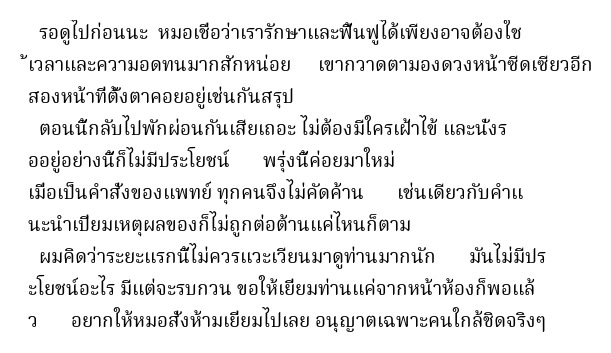 รอดูไปก่อนนะ หมอเชื่อว่าเรารักษาและฟื้นฟูได้เพียงอาจต้องใช
้เวลาและความอดทนมากสักหน่อย เขากวาดตามองดวงหน้าซีดเซียวอีก
สองหน้าที่ตั้งตาคอยอยู่เช่นกันสรุป
ตอนนี้กลับไปพักผ่อนกันเสียเถอะ ไม่ต้องมีใครเฝ้าไข้ และนั่งร
ออยู่อย่างนี้ก็ไม่มีประโยชน์ พรุ่งนี้ค่อยมาใหม่
เมื่อเป็นคำสั่งของแพทย์ ทุกคนจึงไม่คัดค้าน เช่นเดียวกับคำแ
นะนำเปี่ยมเหตุผลของก็ไม่ถูกต่อต้านแค่ไหนก็ตาม
ผมคิดว่าระยะแรกนี้ไม่ควรแวะเวียนมาดูท่านมากนัก มันไม่มีปร
ะโยชน์อะไร มีแต่จะรบกวน ขอให้เยี่ยมท่านแค่จากหน้าห้องก็พอแล้
ว อยากให้หมอสั่งห้ามเยี่ยมไปเลย อนุญาตเฉพาะคนใกล้ชิดจริงๆ